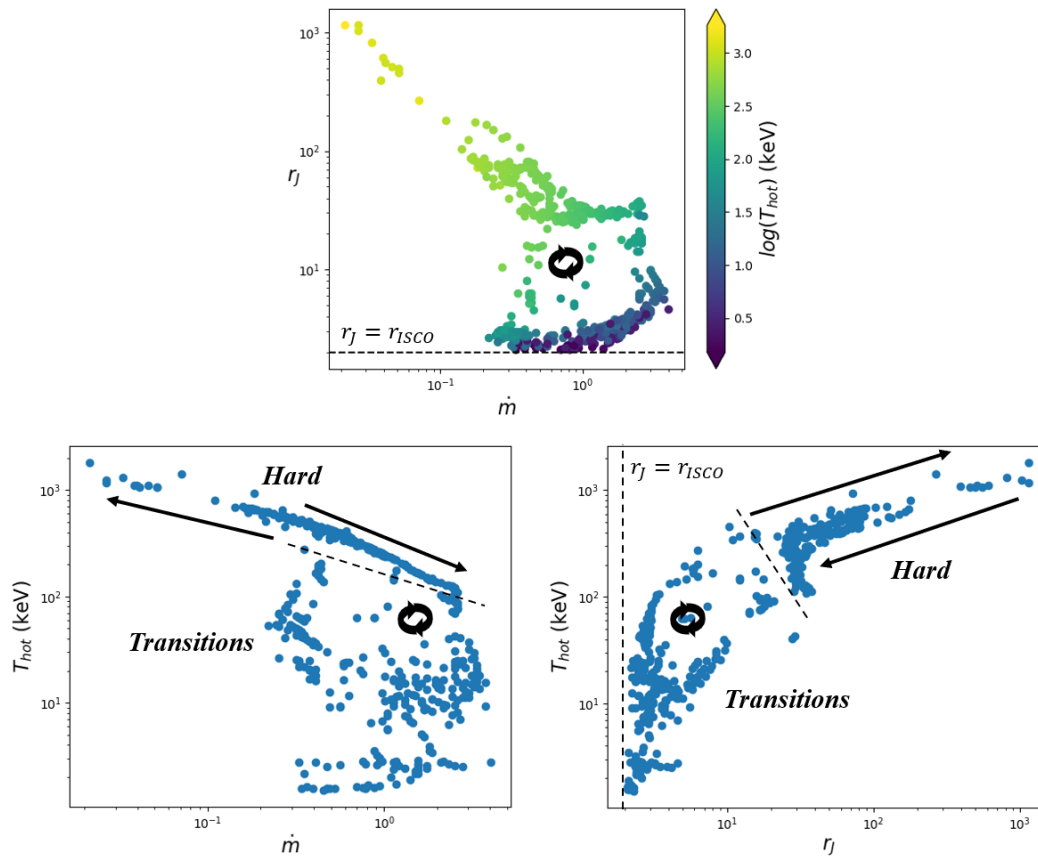 10³
3.0
10²
2.5
r_J
2.0
log(T_hot) (keV)
1.5
10¹
1.0
r_J = r_ISCO
0.5
10⁻¹
10⁰
ṁ
Hard
r_J = r_ISCO
10³
10³
T_hot (keV)
10²
T_hot (keV)
10²
Hard
Transitions
Transitions
10¹
10¹
10⁻¹
10⁰
10¹
10²
10³
ṁ
r_J